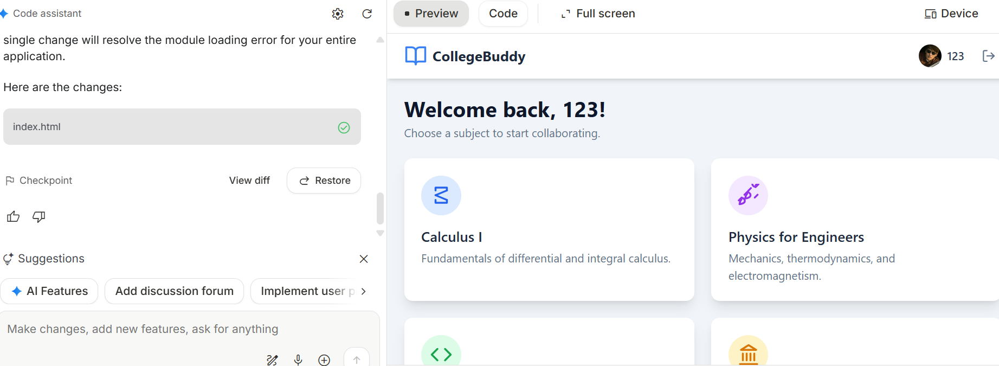 Code assistant
single change will resolve the module loading error for your entire
application.
Here are the changes:
index.html
Checkpoint
View diff
Restore
Suggestions
AI Features
Add discussion forum
Implement user p
Make changes, add new features, ask for anything
Preview
Code
Full screen
Device
CollegeBuddy
123
Welcome back, 123!
Choose a subject to start collaborating.
Calculus I
Fundamentals of differential and integral calculus.
Physics for Engineers
Mechanics, thermodynamics, and
electromagnetism.